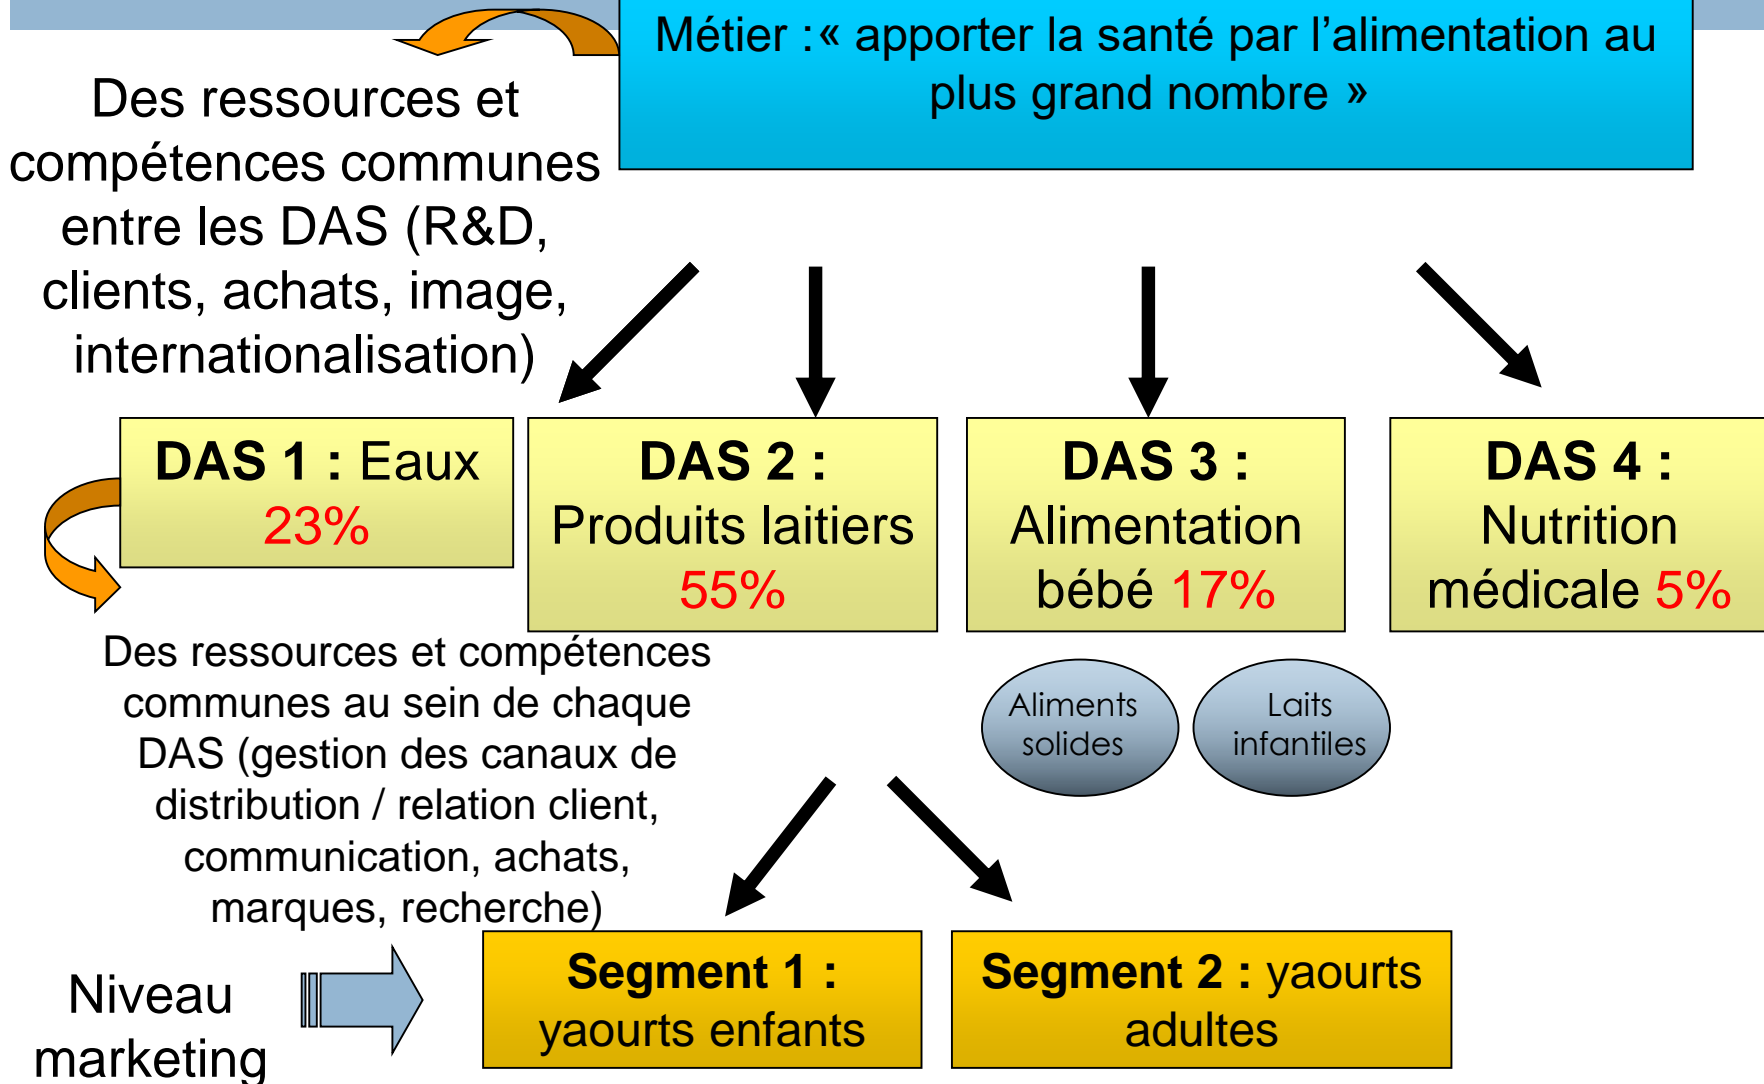 Métier :« apporter la santé par l’alimentation au
plus grand nombre »
Des ressources et
compétences communes
entre les DAS (R&D,
clients, achats, image,
internationalisation)
DAS 1 : Eaux
23%
DAS 2 :
Produits laitiers
55%
DAS 3 :
Alimentation
bébé 17%
DAS 4 :
Nutrition
médicale 5%
Des ressources et compétences
communes au sein de chaque
DAS (gestion des canaux de
distribution / relation client,
communication, achats,
marques, recherche)
Aliments
solides
Laits
infantiles
Niveau
marketing
Segment 1 :
yaourts enfants
Segment 2 : yaourts
adultes